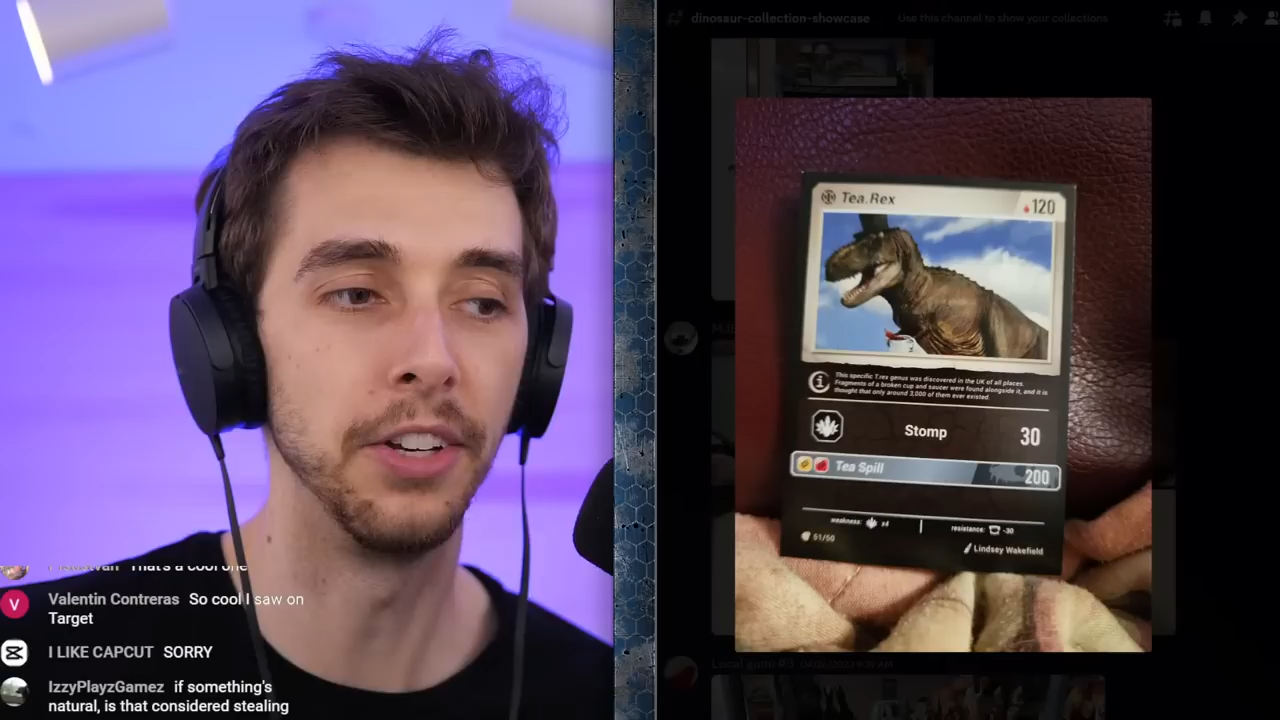 dinosaur-collection-showcase
Use this channel to show your collections
Tea.Rex
120
This specific T.rex genus was discovered in the UK of all places.
Fragments of a broken cup and saucer were found alongside it, and it is
thought that only around 3,000 of them ever existed.
Stomp
30
Tea Spill
200
weakness: x4
resistance: -30
51/50
Lindsey Wakefield
That's a cool one
Valentin Contreras So cool I saw on
Target
I LIKE CAPCUT SORRY
IzzyPlayzGamez if something's
natural, is that considered stealing